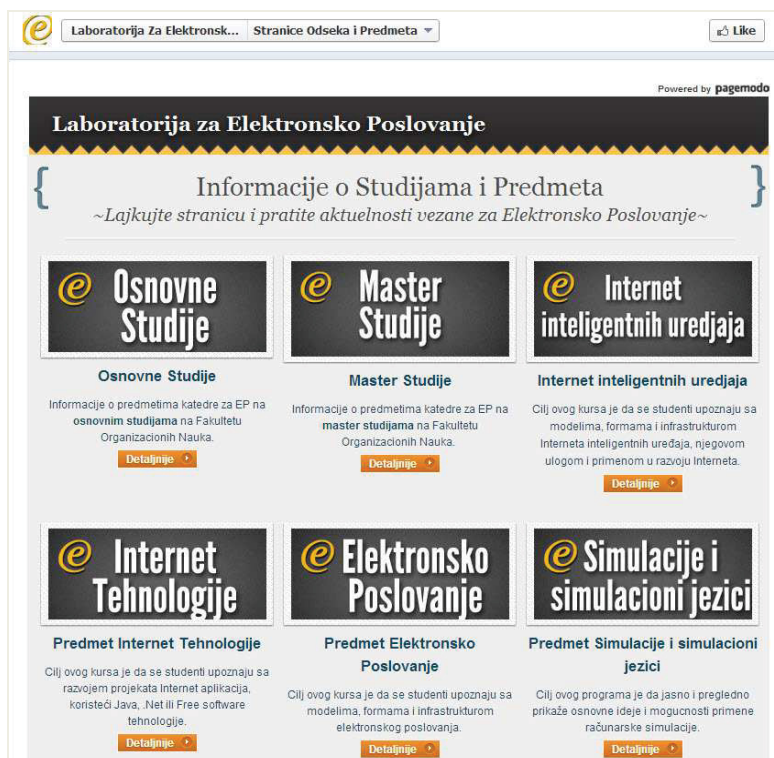 Laboratorija Za Elektronsk... Stranice Odseka i Predmeta
Like
Powered by pagemodo
Laboratorija za Elektronsko Poslovanje
{ Informacije o Studijama i Predmeta }
~Lajkujte stranicu i pratite aktuelnosti vezane za Elektronsko Poslovanje~
e Osnovne
Studije
Osnovne Studije
Informacije o predmetima katedre za EP na
osnovnim studijama na Fakultetu
Organizacionih Nauka.
Detaljnije
e Master
Studije
Master Studije
Informacije o predmetima katedre za EP na
master studijama na Fakultetu
Organizacionih Nauka.
Detaljnije
e Internet
inteligentnih uredjaja
Internet inteligentnih uredjaja
Cilj ovog kursa je da se studenti upoznaju sa
modelima, formama i infrastrukturom
Interneta inteligentnih uređaja, njegovom
ulogom i primenom u razvoju Interneta.
Detaljnije
e Internet
Tehnologije
Predmet Internet Tehnologije
Cilj ovog kursa je da se studenti upoznaju sa
razvojem projekata Internet aplikacija,
koristeći Java, .Net ili Free software
tehnologije.
Detaljnije
e Elektronsko
Poslovanje
Predmet Elektronsko
Poslovanje
Cilj ovog kursa je da se studenti upoznaju sa
modelima, formama i infrastrukturom
elektronskog poslovanja.
Detaljnije
e Simulacije i
simulacioni jezici
Predmet Simulacije i simulacioni
jezici
Cilj ovog programa je da jasno i pregledno
prikaže osnovne ideje i mogucnosti primene
računarske simulacije.
Detaljnije